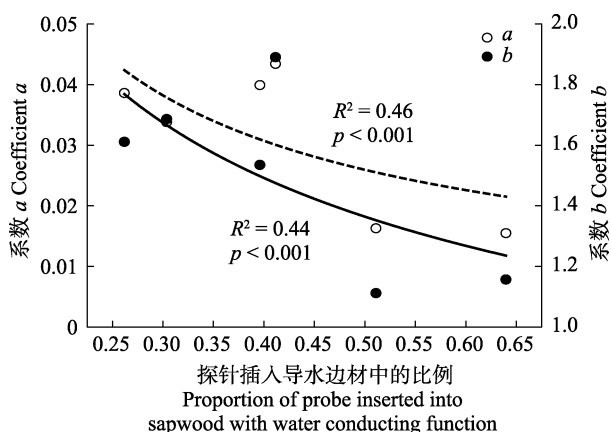 0.05
0.04
0.03
0.02
0.01
0
系数 a Coefficient a
2.0
1.8
1.6
1.4
1.2
1.0
系数 b Coefficient b
a
b
R² = 0.46
p < 0.001
R² = 0.44
p < 0.001
0.25 0.30 0.35 0.40 0.45 0.50 0.55 0.60 0.65
探针插入导水边材中的比例
Proportion of probe inserted into
sapwood with water conducting function